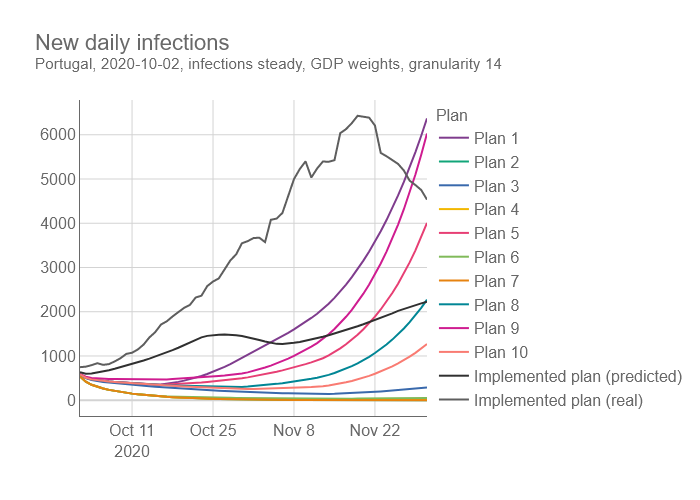 New daily infections
Portugal, 2020-10-02, infections steady, GDP weights, granularity 14
Plan
6000
5000
4000
3000
2000
1000
0
Oct 11
2020
Oct 25
Nov 8
Nov 22
Plan 1
Plan 2
Plan 3
Plan 4
Plan 5
Plan 6
Plan 7
Plan 8
Plan 9
Plan 10
Implemented plan (predicted)
Implemented plan (real)